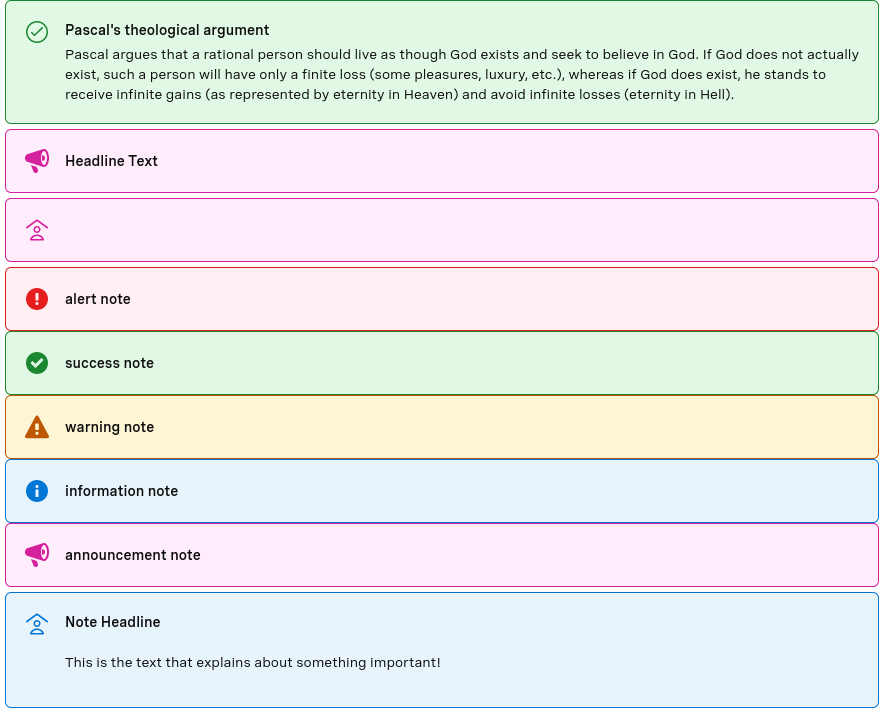 Pascal's theological argument
Pascal argues that a rational person should live as though God exists and seek to believe in God. If God does not actually
exist, such a person will have only a finite loss (some pleasures, luxury, etc.), whereas if God does exist, he stands to
receive infinite gains (as represented by eternity in Heaven) and avoid infinite losses (eternity in Hell).
Headline Text
alert note
success note
warning note
information note
announcement note
Note Headline
This is the text that explains about something important!